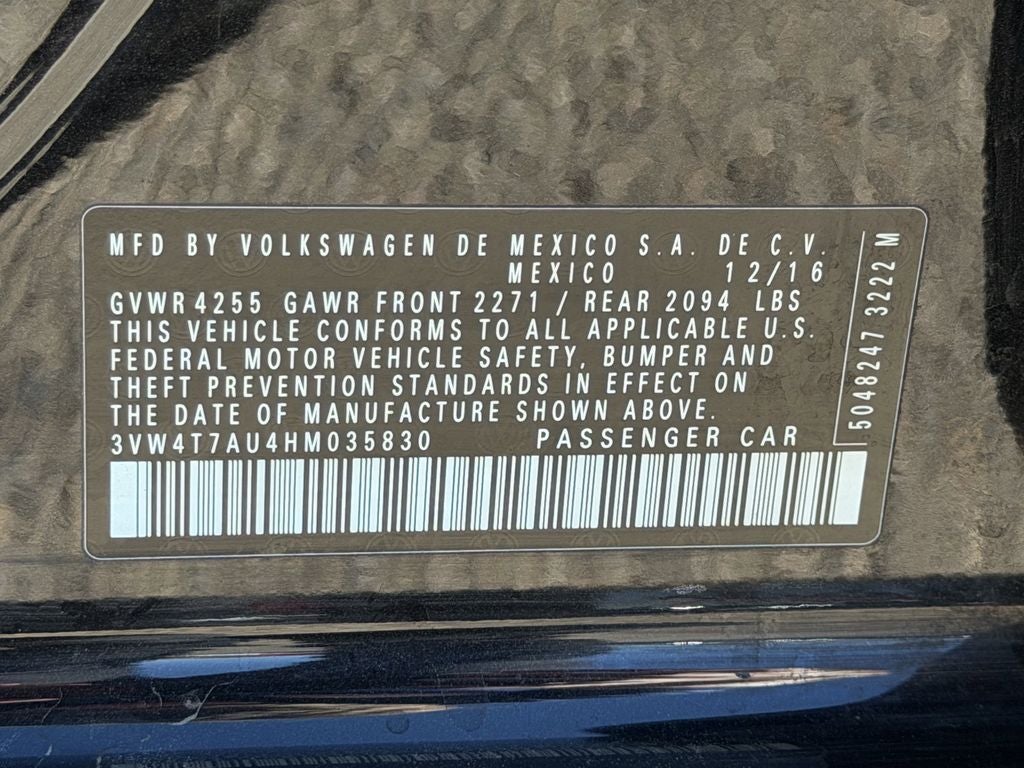 MFD BY VOLKSWAGEN DE MEXICO S.A. DE C.V.
MEXICO 12/16
GVWR 4255 GAWR FRONT 2271 / REAR 2094 LBS
THIS VEHICLE CONFORMS TO ALL APPLICABLE U.S.
FEDERAL MOTOR VEHICLE SAFETY, BUMPER AND
THEFT PREVENTION STANDARDS IN EFFECT ON
THE DATE OF MANUFACTURE SHOWN ABOVE.
3VW4T7AU4HM035830 PASSENGER CAR
5048247 3222 M